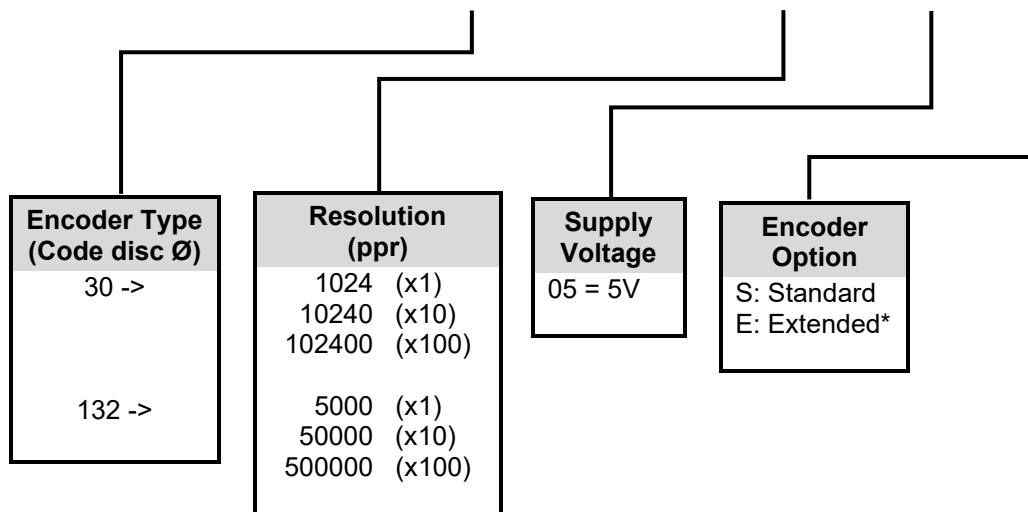 Encoder Type
(Code disc Ø)
30 ->
132 ->
Resolution
(ppr)
1024 (x1)
10240 (x10)
102400 (x100)
5000 (x1)
50000 (x10)
500000 (x100)
Supply
Voltage
05 = 5V
Encoder
Option
S: Standard
E: Extended*